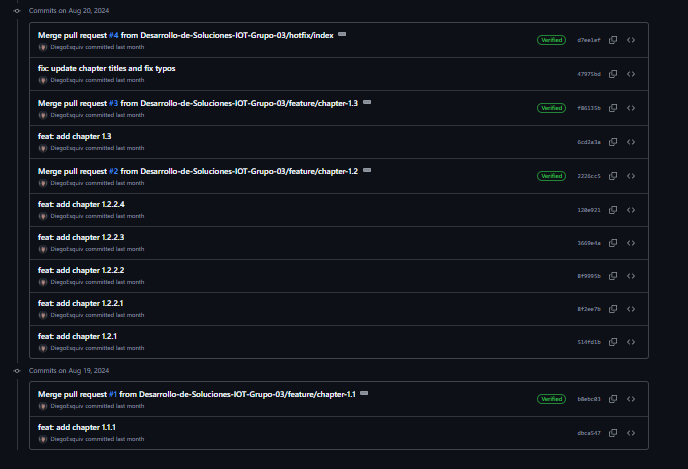 Commits on Aug 20, 2024
Merge pull request #4 from Desarrollo-de-Soluciones-IOT-Grupo-03/hotfix/index
Verified
d7ee1ef
DiegoEsquiv committed last month
fix: update chapter titles and fix typos
47975bd
DiegoEsquiv committed last month
Merge pull request #3 from Desarrollo-de-Soluciones-IOT-Grupo-03/feature/chapter-1.3
Verified
f86135b
DiegoEsquiv committed last month
feat: add chapter 1.3
6cd2a3a
DiegoEsquiv committed last month
Merge pull request #2 from Desarrollo-de-Soluciones-IOT-Grupo-03/feature/chapter-1.2
Verified
2226cc5
DiegoEsquiv committed last month
feat: add chapter 1.2.2.4
120e921
DiegoEsquiv committed last month
feat: add chapter 1.2.2.3
3669e4a
DiegoEsquiv committed last month
feat: add chapter 1.2.2.2
8f9995b
DiegoEsquiv committed last month
feat: add chapter 1.2.2.1
8f2ee7b
DiegoEsquiv committed last month
feat: add chapter 1.2.1
514fd1b
DiegoEsquiv committed last month
Commits on Aug 19, 2024
Merge pull request #1 from Desarrollo-de-Soluciones-IOT-Grupo-03/feature/chapter-1.1
Verified
b8ebc03
DiegoEsquiv committed last month
feat: add chapter 1.1.1
dbca547
DiegoEsquiv committed last month